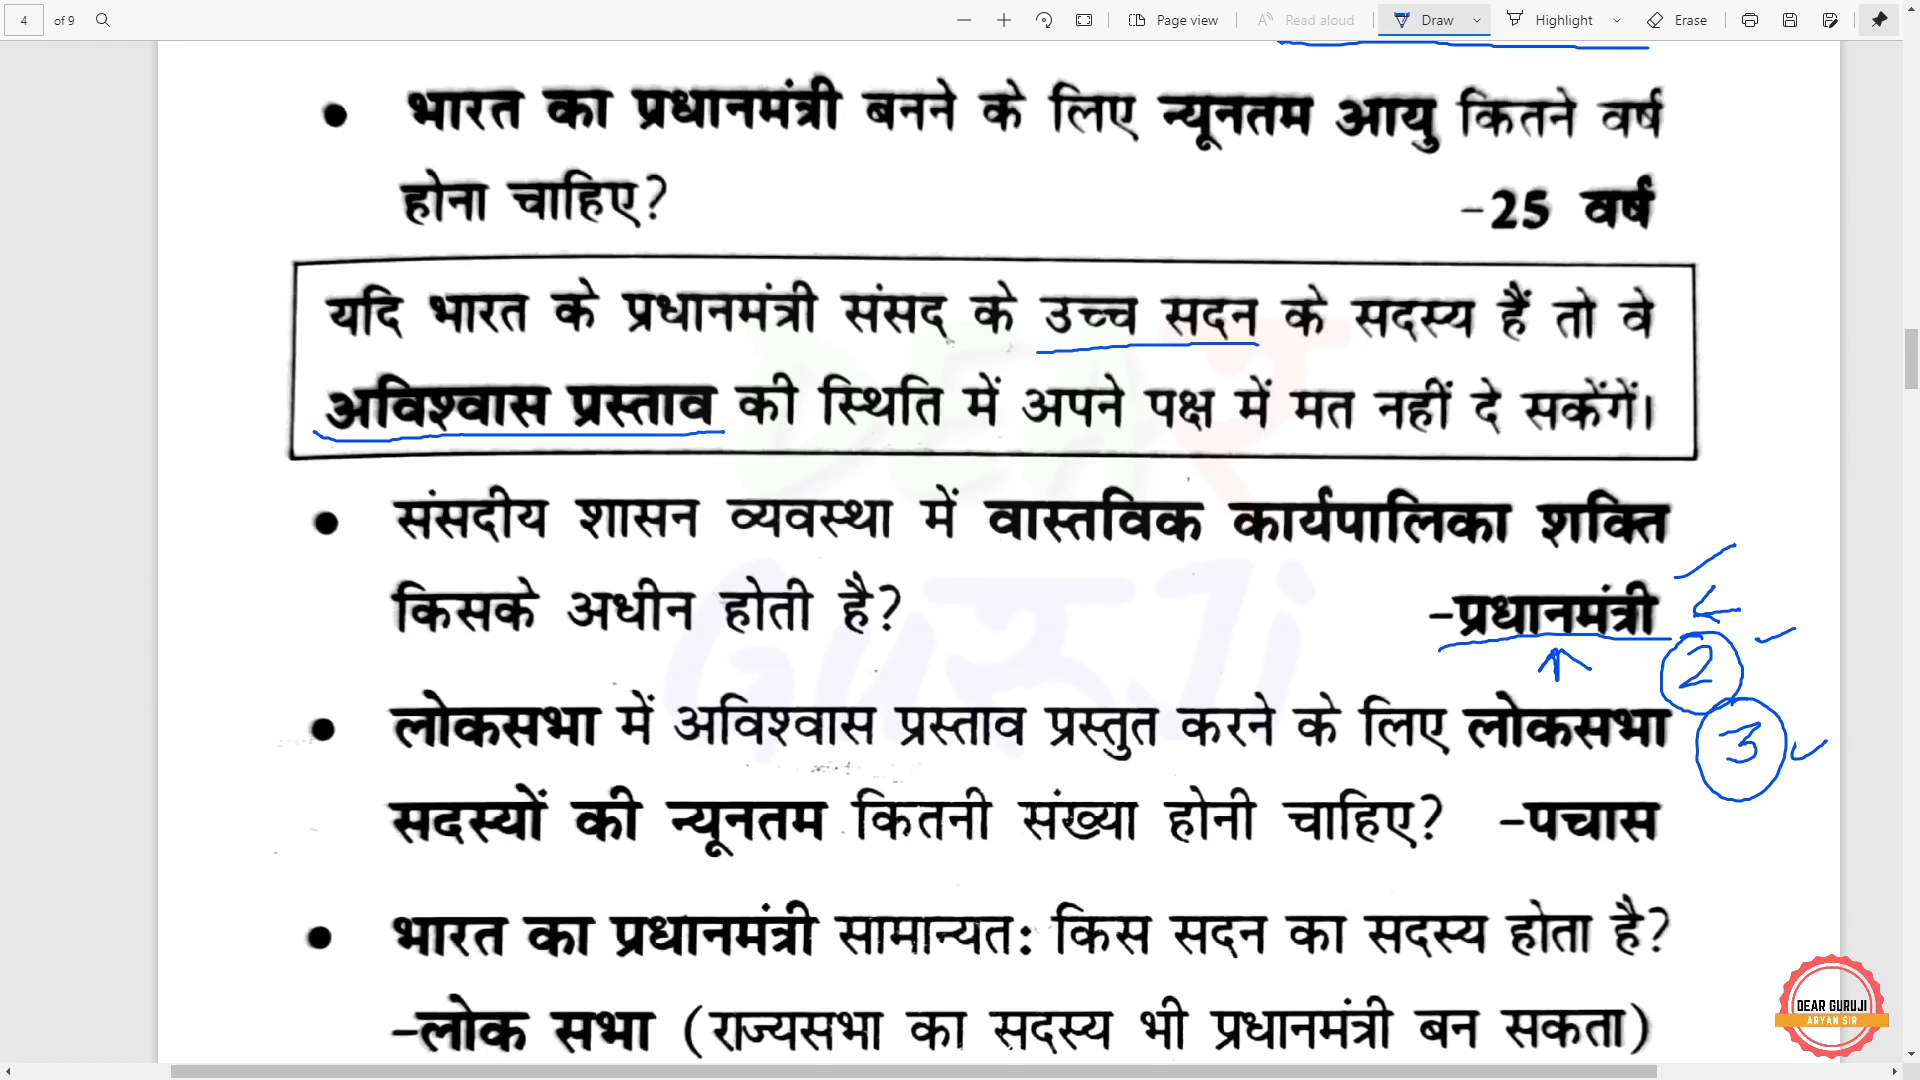 4 of 9 Page view Read aloud Draw Highlight Erase
• भारत का प्रधानमंत्री बनने के लिए न्यूनतम आयु कितने वर्ष
होना चाहिए? -25 वर्ष
यदि भारत के प्रधानमंत्री संसद के उच्च सदन के सदस्य हैं तो वे
अविश्वास प्रस्ताव की स्थिति में अपने पक्ष में मत नहीं दे सकेंगें।
• संसदीय शासन व्यवस्था में वास्तविक कार्यपालिका शक्ति
किसके अधीन होती है? -प्रधानमंत्री
2
• लोकसभा में अविश्वास प्रस्ताव प्रस्तुत करने के लिए लोकसभा
3
सदस्यों की न्यूनतम कितनी संख्या होनी चाहिए? -पचास
• भारत का प्रधानमंत्री सामान्यत: किस सदन का सदस्य होता है?
-लोक सभा (राज्यसभा का सदस्य भी प्रधानमंत्री बन सकता)
DEAR GURUJI
ARYAN SIR
DEAR
GuruJi